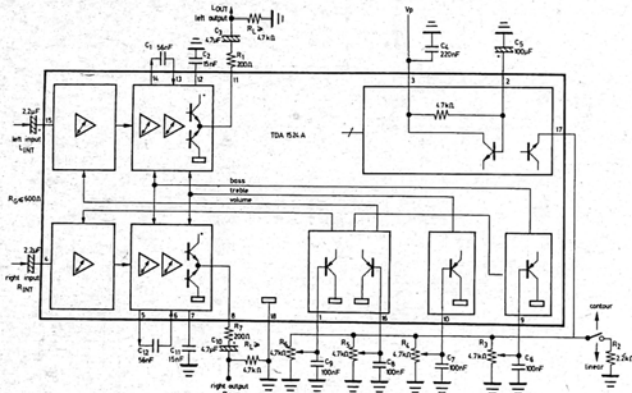 LOUT
left output
RL ≥
4.7kΩ
C3
4.7µF
C1
56nF
C2
15nF
R1
200Ω
Vp
C4
220nF
C5
100µF
14
13
12
11
3
2
2.2µF
15
left input
LINT
4.7kΩ
TDA 1524 A
17
bass
treble
volume
RG≤600Ω
2.2µF
4
right input
RINT
5
6
7
8
18
1
16
10
9
C12
56nF
C11
15nF
R7
200Ω
C10
4.7µF
RL ≥
4.7kΩ
right output
R6
4.7kΩ
C9
100nF
R5
4.7kΩ
C8
100nF
R4
4.7kΩ
C7
100nF
R3
4.7kΩ
C6
100nF
contour
linear
R2
2.2kΩ